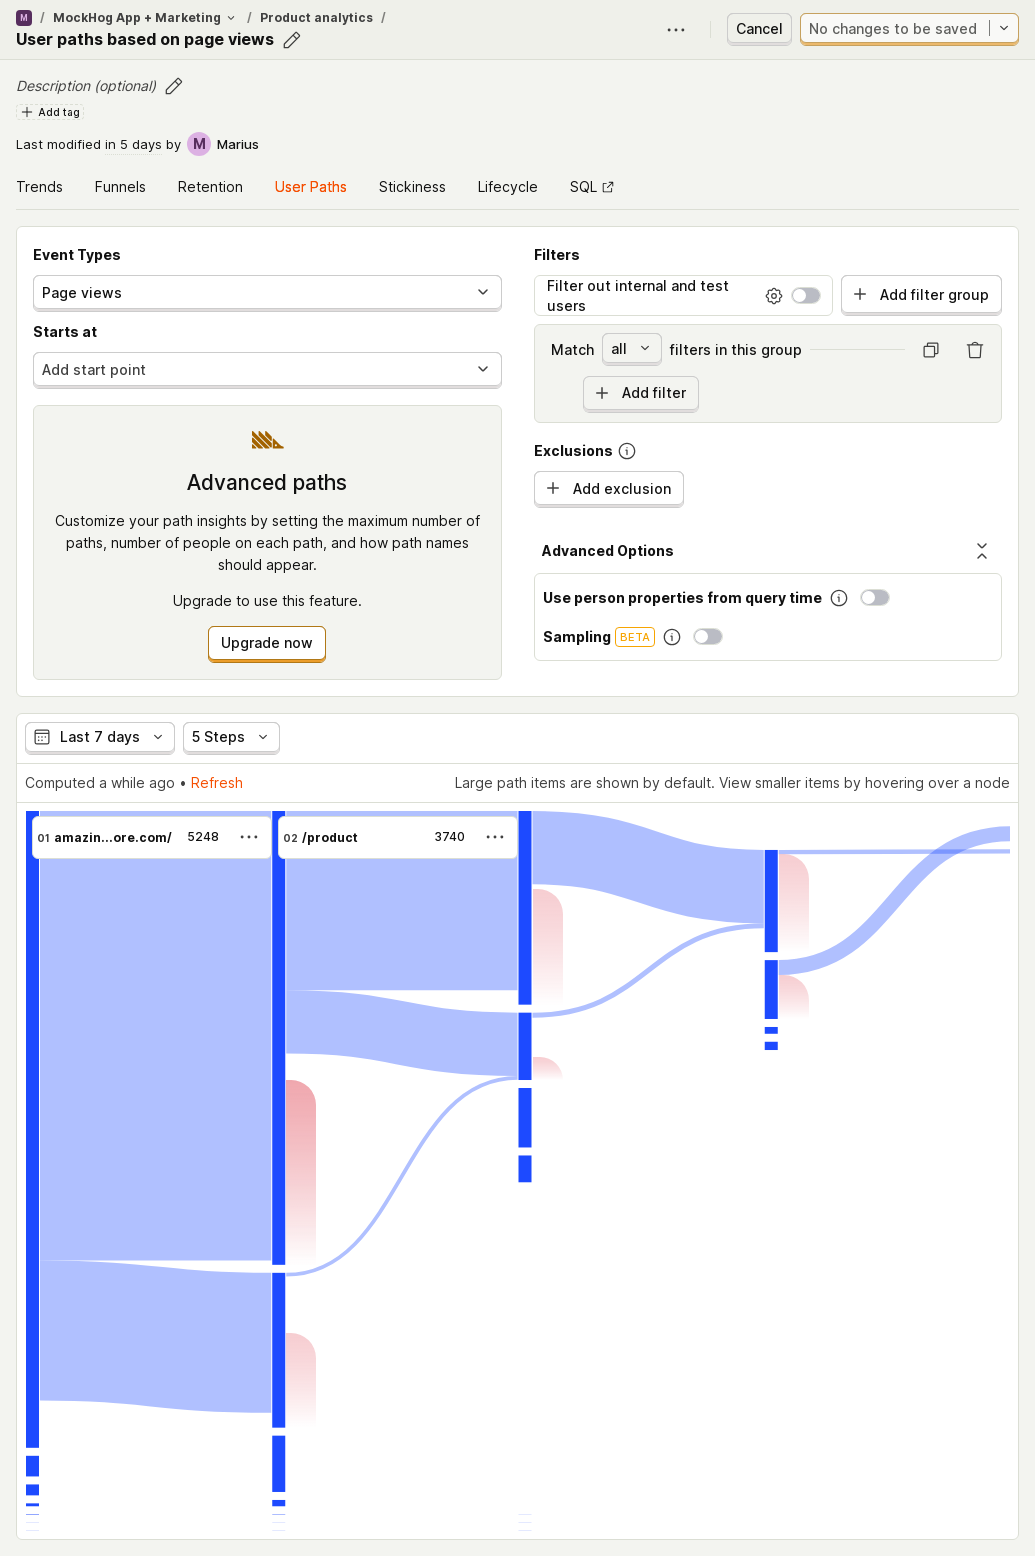 M / MockHog App + Marketing / Product analytics /
User paths based on page views
Cancel
No changes to be saved
Description (optional)
Add tag
Last modified in 5 days by M Marius
Trends Funnels Retention User Paths Stickiness Lifecycle SQL
Event Types
Page views
Starts at
Add start point
Advanced paths
Customize your path insights by setting the maximum number of
paths, number of people on each path, and how path names
should appear.
Upgrade to use this feature.
Upgrade now
Filters
Filter out internal and test
users
Add filter group
Match all filters in this group
Add filter
Exclusions
Add exclusion
Advanced Options
Use person properties from query time
Sampling BETA
Last 7 days 5 Steps
Computed a while ago • Refresh
Large path items are shown by default. View smaller items by hovering over a node
01 amazin...ore.com/ 5248
02 /product 3740